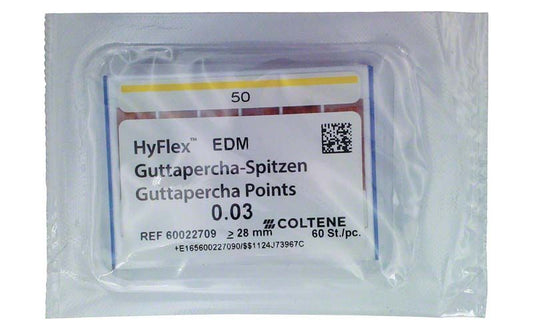 50
HyFlex™ EDM
Guttapercha-Spitzen
Guttapercha Points
0.03 COLTENE
REF 60022709 ≥ 28 mm 60 St./pc.
+E165600227090/$$1124J73967C